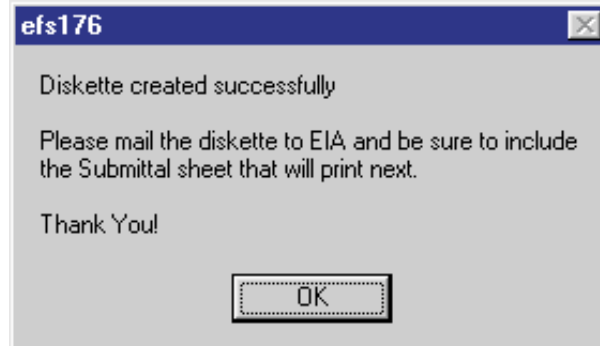 efs176
Diskette created successfully
Please mail the diskette to EIA and be sure to include
the Submittal sheet that will print next.
Thank You!
OK